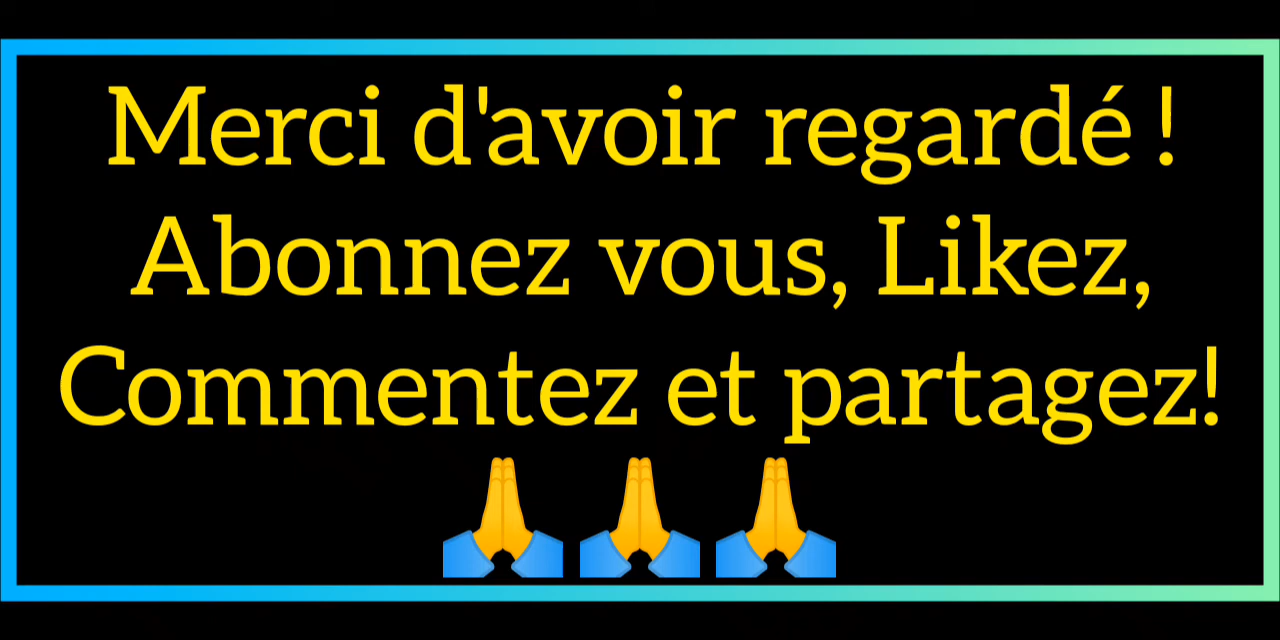 Merci d'avoir regardé !
Abonnez vous, Likez,
Commentez et partagez!
🙏🙏🙏